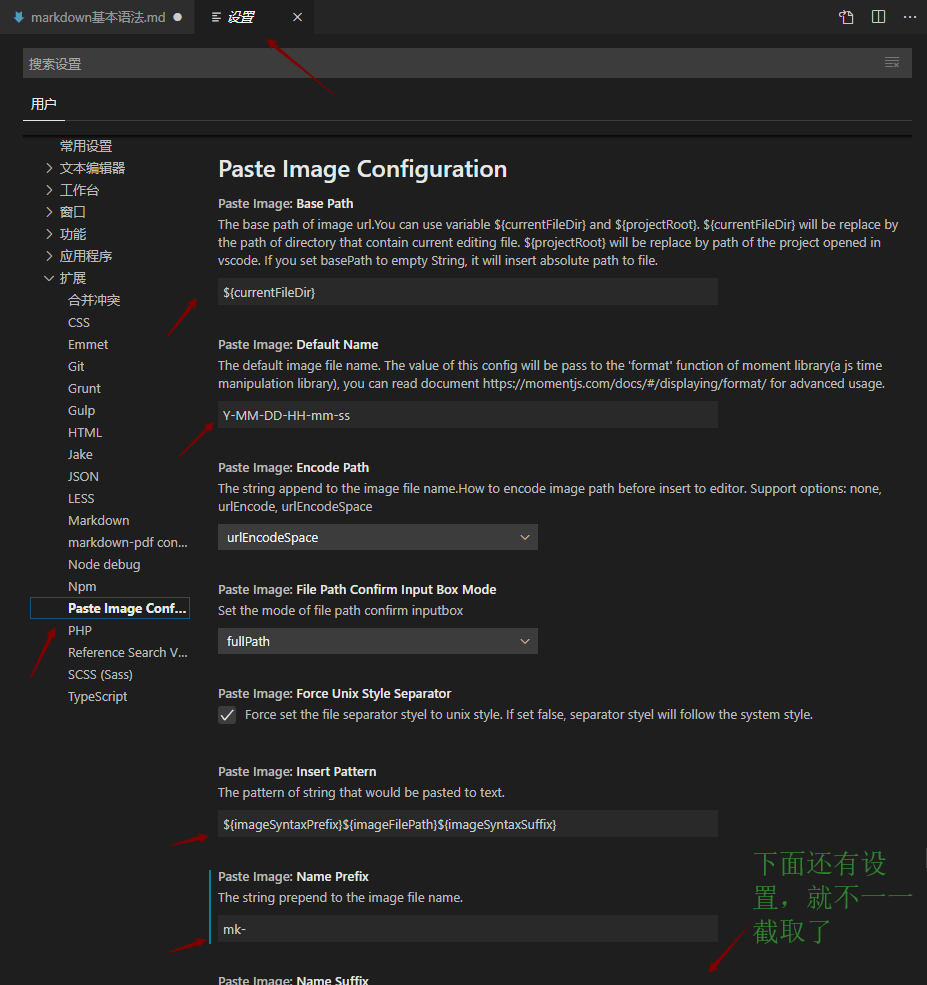 markdown基本语法.md
设置
搜索设置
用户
常用设置
文本编辑器
工作台
窗口
功能
应用程序
扩展
合并冲突
CSS
Emmet
Git
Grunt
Gulp
HTML
Jake
JSON
LESS
Markdown
markdown-pdf con...
Node debug
Npm
Paste Image Conf...
PHP
Reference Search V...
SCSS (Sass)
TypeScript
Paste Image Configuration
Paste Image: Base Path
The base path of image url.You can use variable ${currentFileDir} and ${projectRoot}. ${currentFileDir} will be replace by
the path of directory that contain current editing file. ${projectRoot} will be replace by path of the project opened in
vscode. If you set basePath to empty String, it will insert absolute path to file.
${currentFileDir}
Paste Image: Default Name
The default image file name. The value of this config will be pass to the 'format' function of moment library(a js time
manipulation library), you can read document https://momentjs.com/docs/#/displaying/format/ for advanced usage.
Y-MM-DD-HH-mm-ss
Paste Image: Encode Path
The string append to the image file name.How to encode image path before insert to editor. Support options: none,
urlEncode, urlEncodeSpace
urlEncodeSpace
Paste Image: File Path Confirm Input Box Mode
Set the mode of file path confirm inputbox
fullPath
Paste Image: Force Unix Style Separator
Force set the file separator styel to unix style. If set false, separator styel will follow the system style.
Paste Image: Insert Pattern
The pattern of string that would be pasted to text.
${imageSyntaxPrefix}${imageFilePath}${imageSyntaxSuffix}
Paste Image: Name Prefix
The string prepend to the image file name.
mk-
Paste Image: Name Suffix
下面还有设
置，就不一一
截取了